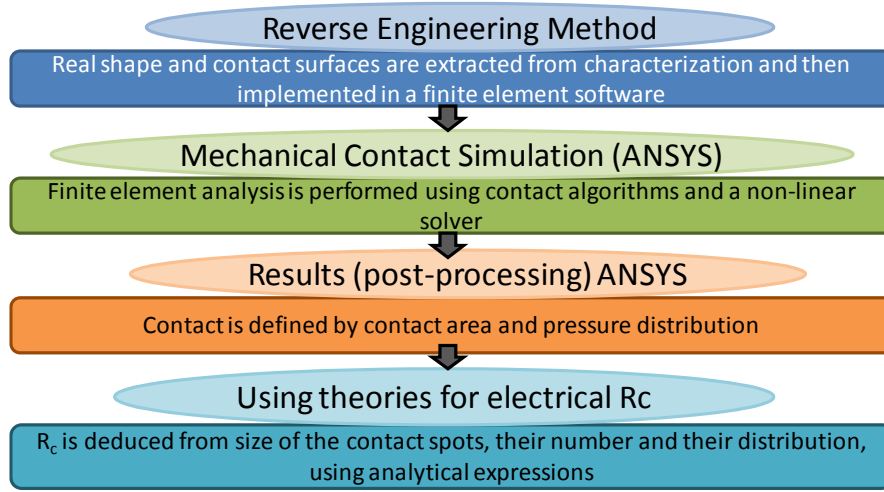 Reverse Engineering Method
Real shape and contact surfaces are extracted from characterization and then
implemented in a finite element software
Mechanical Contact Simulation (ANSYS)
Finite element analysis is performed using contact algorithms and a non-linear
solver
Results (post-processing) ANSYS
Contact is defined by contact area and pressure distribution
Using theories for electrical Rc
Rc is deduced from size of the contact spots, their number and their distribution,
using analytical expressions